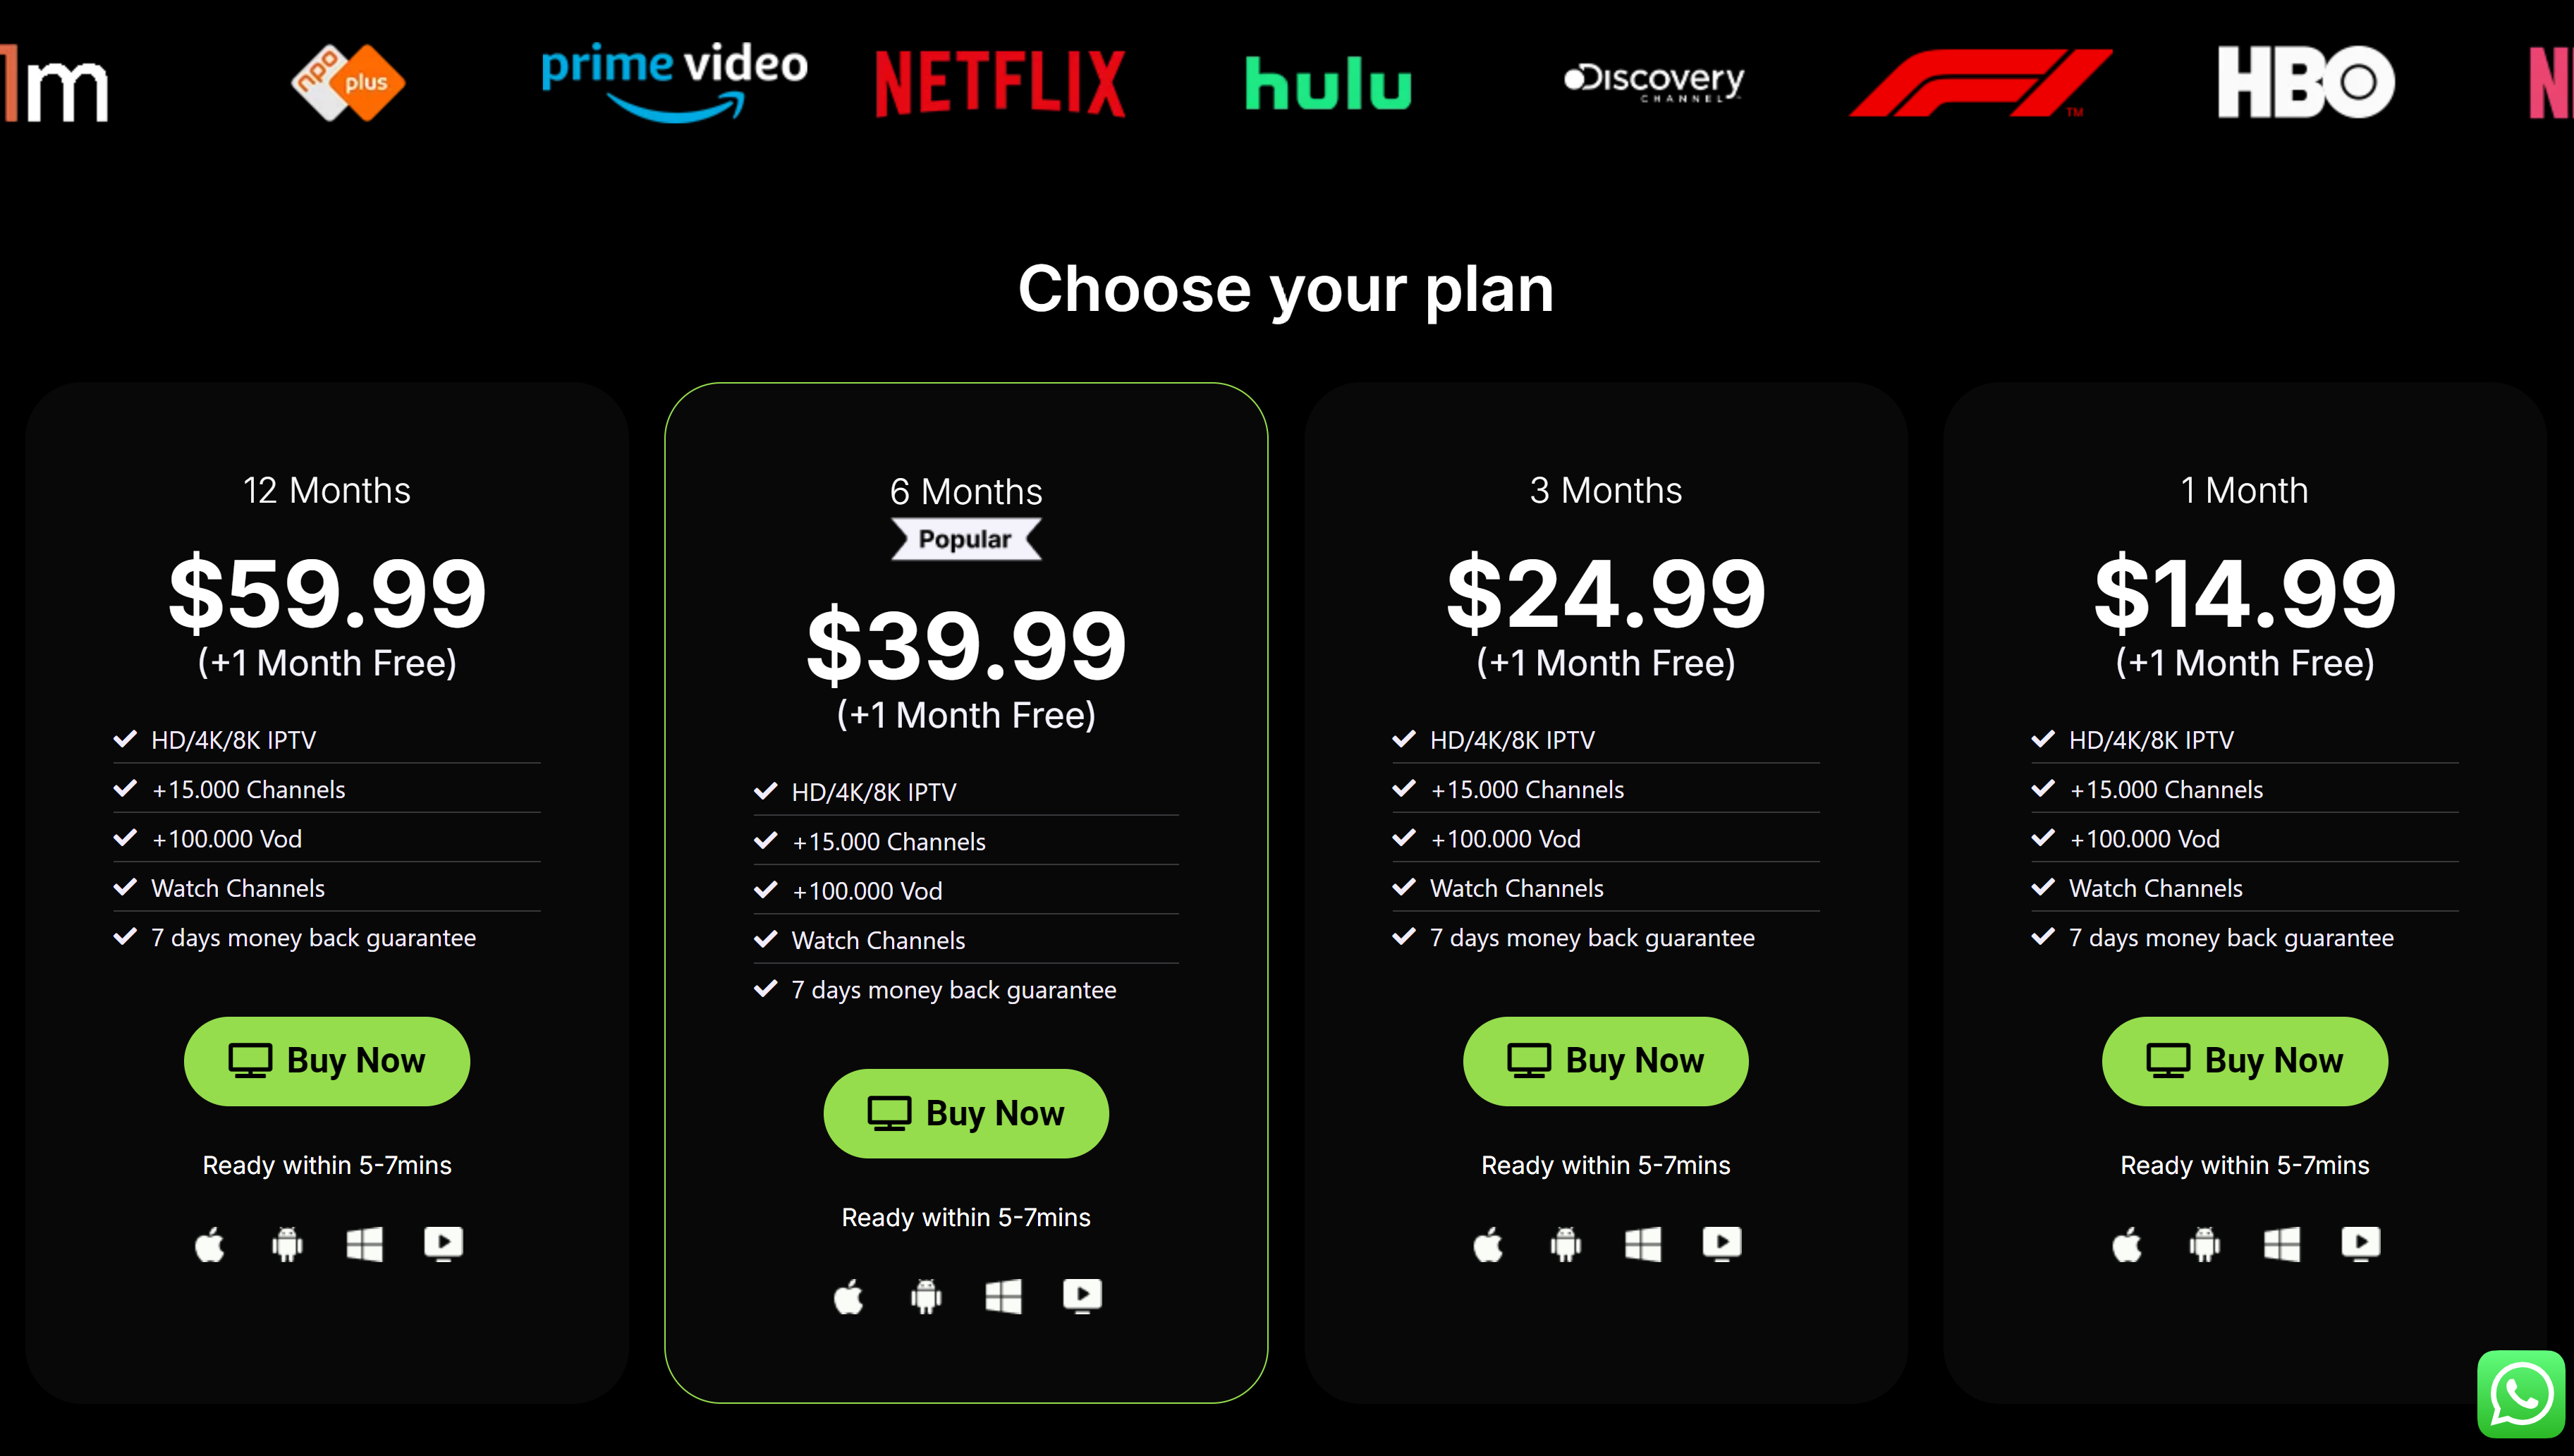 1m
npo plus
prime video
NETFLIX
hulu
Discovery
CHANNEL
F1
TM
HBO
Choose your plan
12 Months
$59.99
(+1 Month Free)
HD/4K/8K IPTV
+15.000 Channels
+100.000 Vod
Watch Channels
7 days money back guarantee
Buy Now
Ready within 5-7mins
6 Months
Popular
$39.99
(+1 Month Free)
HD/4K/8K IPTV
+15.000 Channels
+100.000 Vod
Watch Channels
7 days money back guarantee
Buy Now
Ready within 5-7mins
3 Months
$24.99
(+1 Month Free)
HD/4K/8K IPTV
+15.000 Channels
+100.000 Vod
Watch Channels
7 days money back guarantee
Buy Now
Ready within 5-7mins
1 Month
$14.99
(+1 Month Free)
HD/4K/8K IPTV
+15.000 Channels
+100.000 Vod
Watch Channels
7 days money back guarantee
Buy Now
Ready within 5-7mins